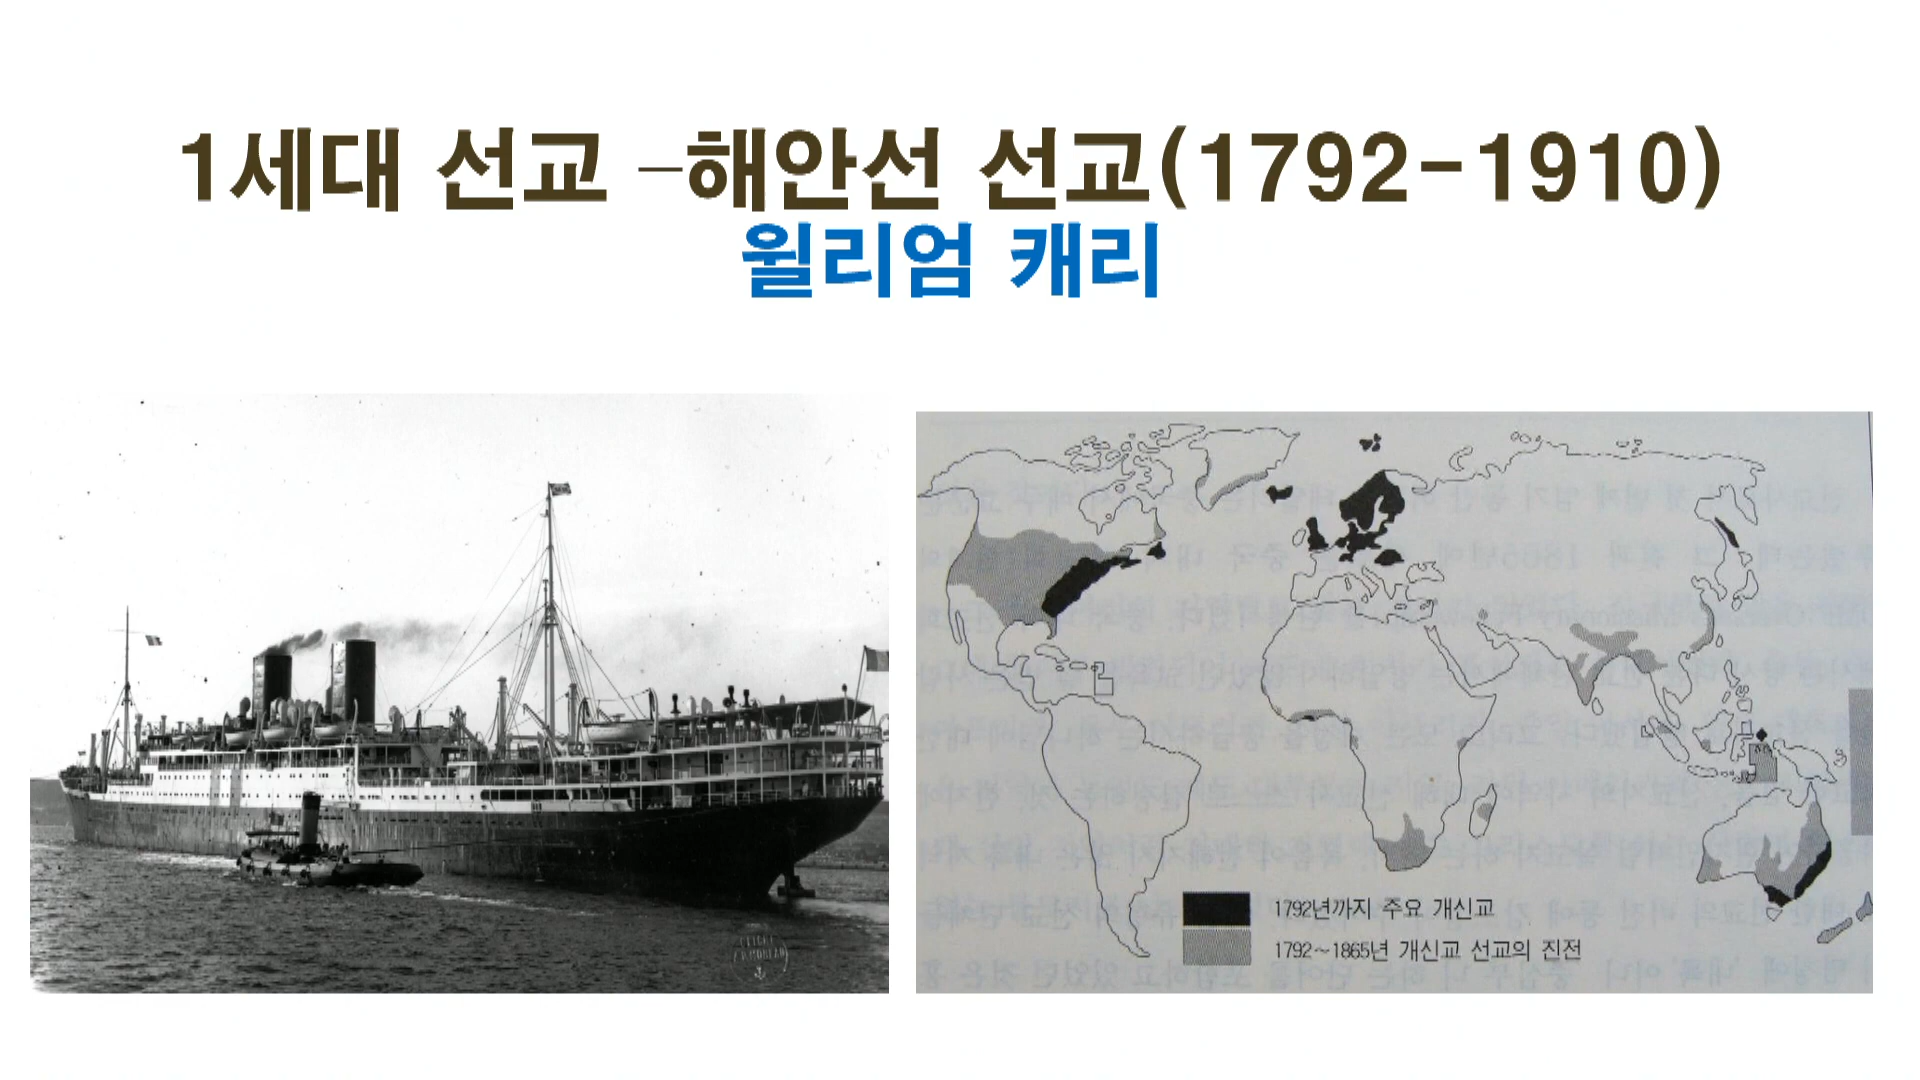 1세대 선교 –해안선 선교(1792-1910)
윌리엄 캐리
1792년까지 주요 개신교
1792~1865년 개신교 선교의 진전